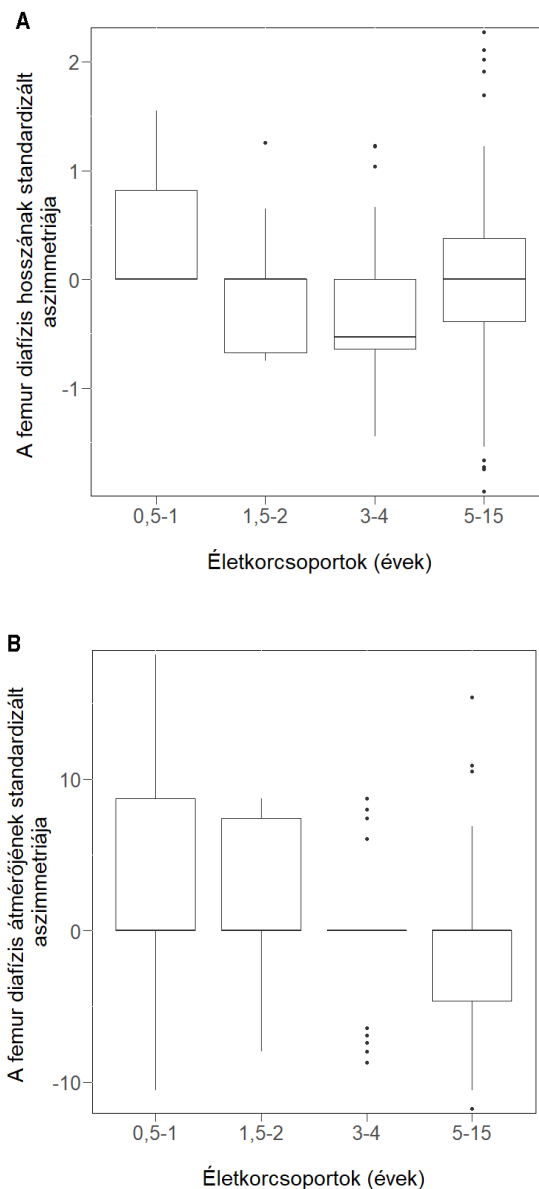 A
A femur diafízis hosszának standardizált
aszimmetriája
2
1
0
-1
0,5-1 1,5-2 3-4 5-15
Életkorcsoportok (évek)
B
A femur diafízis átmérőjének standardizált
aszimmetriája
10
0
-10
0,5-1 1,5-2 3-4 5-15
Életkorcsoportok (évek)